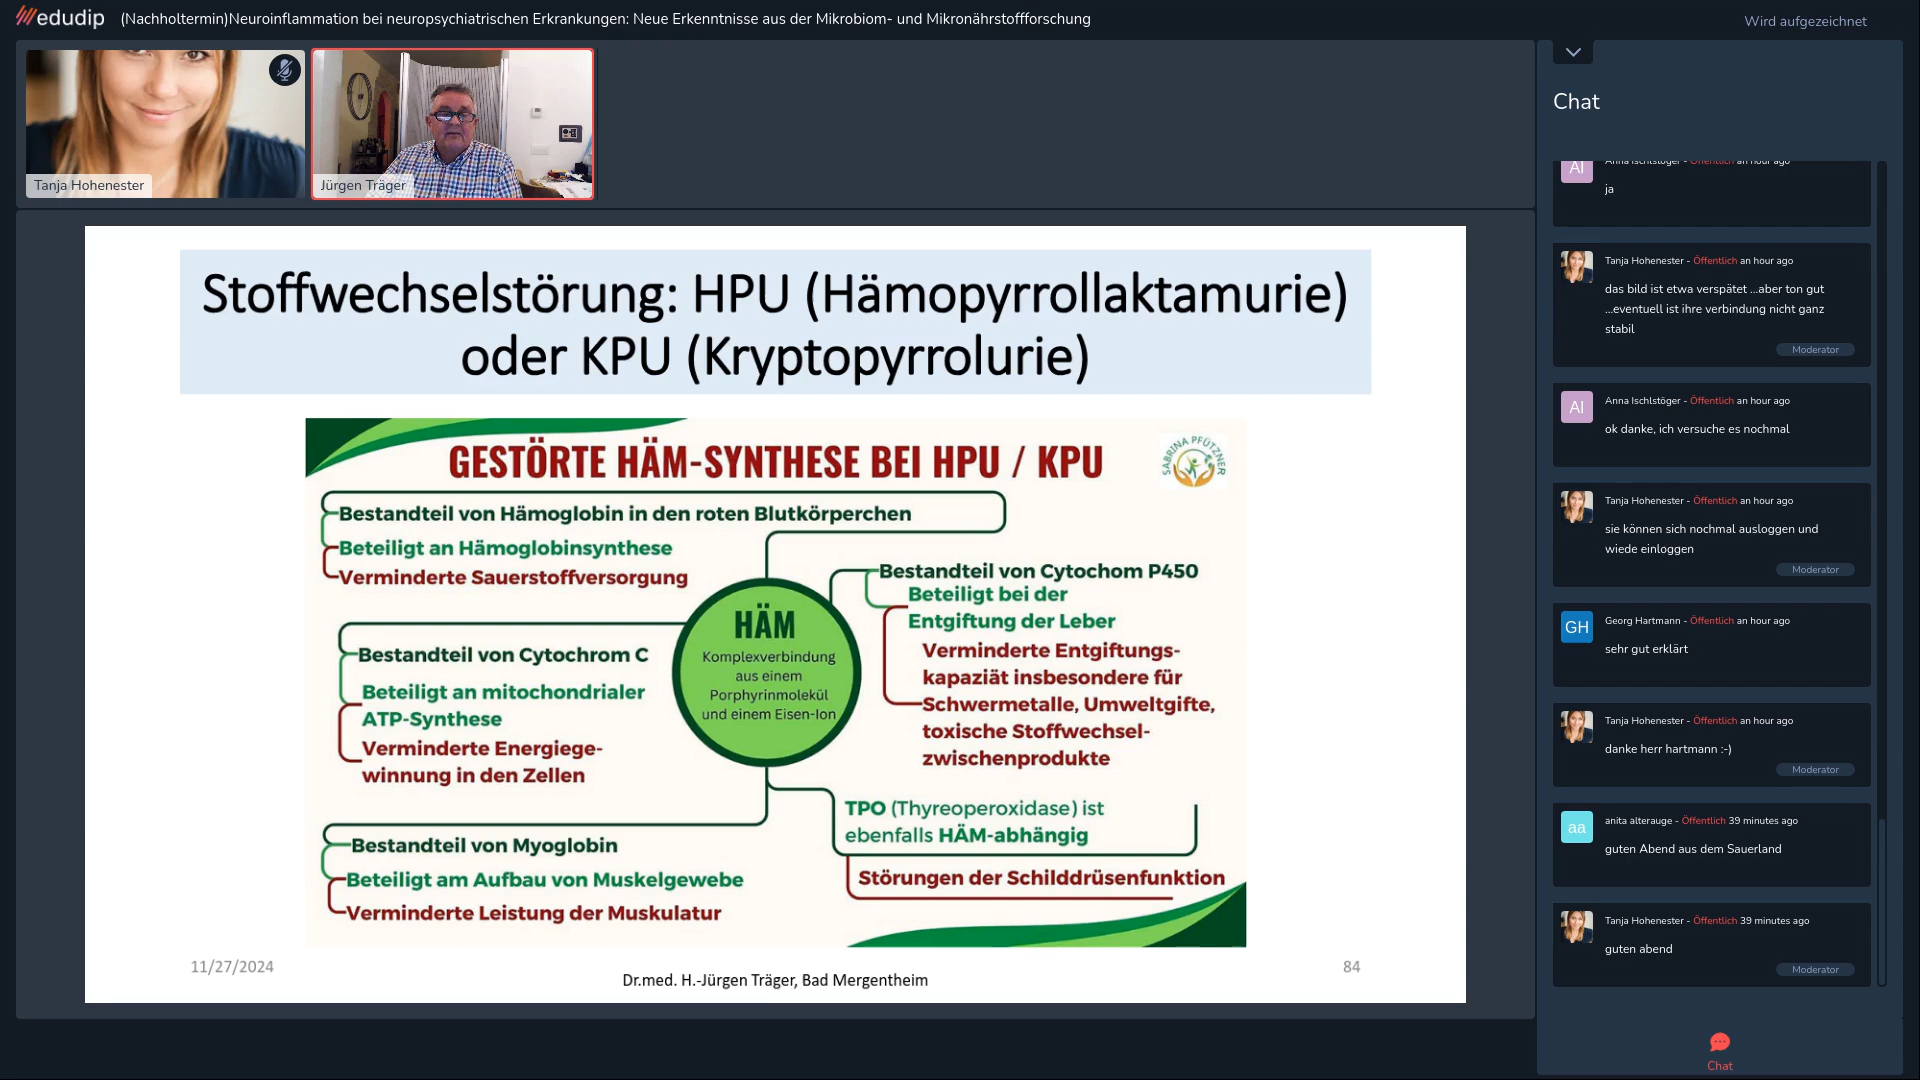 edudip
(Nachholtermin)Neuroinflammation bei neuropsychiatrischen Erkrankungen: Neue Erkenntnisse aus der Mikrobiom- und Mikronährstoffforschung
Wird aufgezeichnet
Tanja Hohenester
Jürgen Träger
Stoffwechselstörung: HPU (Hämopyrrollaktamurie)
oder KPU (Kryptopyrrolurie)
GESTÖRTE HÄM-SYNTHESE BEI HPU / KPU
SABRINA PFÜTZNER
Bestandteil von Hämoglobin in den roten Blutkörperchen
Beteiligt an Hämoglobinsynthese
Verminderte Sauerstoffversorgung
Bestandteil von Cytochom P450
Beteiligt bei der
Entgiftung der Leber
Verminderte Entgiftungs-
kapaziät insbesondere für
Schwermetalle, Umweltgifte,
toxische Stoffwechsel-
zwischenprodukte
HÄM
Komplexverbindung
aus einem
Porphyrinmolekül
und einem Eisen-Ion
Bestandteil von Cytochrom C
Beteiligt an mitochondrialer
ATP-Synthese
Verminderte Energiege-
winnung in den Zellen
TPO (Thyreoperoxidase) ist
ebenfalls HÄM-abhängig
Störungen der Schilddrüsenfunktion
Bestandteil von Myoglobin
Beteiligt am Aufbau von Muskelgewebe
Verminderte Leistung der Muskulatur
11/27/2024
Dr.med. H.-Jürgen Träger, Bad Mergentheim
84
Chat
AI
Anna Ischlstöger - Öffentlich an hour ago
ja
Tanja Hohenester - Öffentlich an hour ago
das bild ist etwa verspätet ...aber ton gut
...eventuell ist ihre verbindung nicht ganz
stabil
Moderator
AI
Anna Ischlstöger - Öffentlich an hour ago
ok danke, ich versuche es nochmal
Tanja Hohenester - Öffentlich an hour ago
sie können sich nochmal ausloggen und
wiede einloggen
Moderator
GH
Georg Hartmann - Öffentlich an hour ago
sehr gut erklärt
Tanja Hohenester - Öffentlich an hour ago
danke herr hartmann :-)
Moderator
aa
anita alterauge - Öffentlich 39 minutes ago
guten Abend aus dem Sauerland
Tanja Hohenester - Öffentlich 39 minutes ago
guten abend
Moderator
Chat